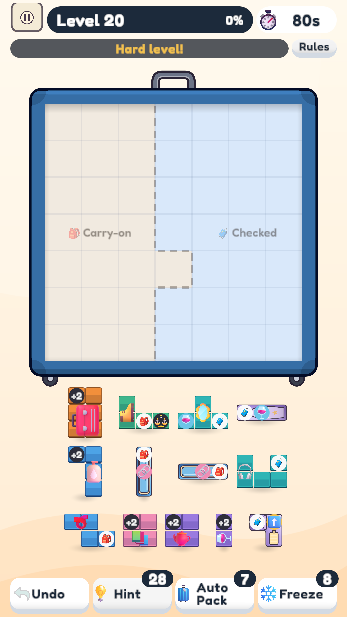 Level 20
0%
80s
Hard level!
Rules
Carry-on
Checked
+2
+2
+2
+2
+2
Undo
Hint
28
Auto Pack
7
Freeze
8